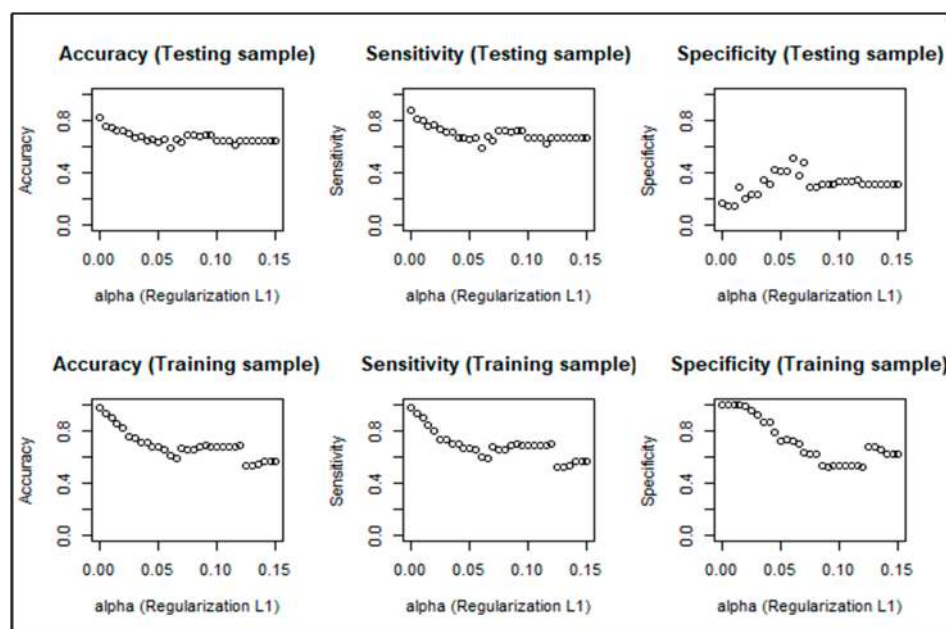 Accuracy (Testing sample)
Accuracy
0.0 0.4 0.8
0.00 0.05 0.10 0.15
alpha (Regularization L1)
Sensitivity (Testing sample)
Sensitivity
0.0 0.4 0.8
0.00 0.05 0.10 0.15
alpha (Regularization L1)
Specificity (Testing sample)
Specificity
0.0 0.4 0.8
0.00 0.05 0.10 0.15
alpha (Regularization L1)
Accuracy (Training sample)
Accuracy
0.0 0.4 0.8
0.00 0.05 0.10 0.15
alpha (Regularization L1)
Sensitivity (Training sample)
Sensitivity
0.0 0.4 0.8
0.00 0.05 0.10 0.15
alpha (Regularization L1)
Specificity (Training sample)
Specificity
0.0 0.4 0.8
0.00 0.05 0.10 0.15
alpha (Regularization L1)